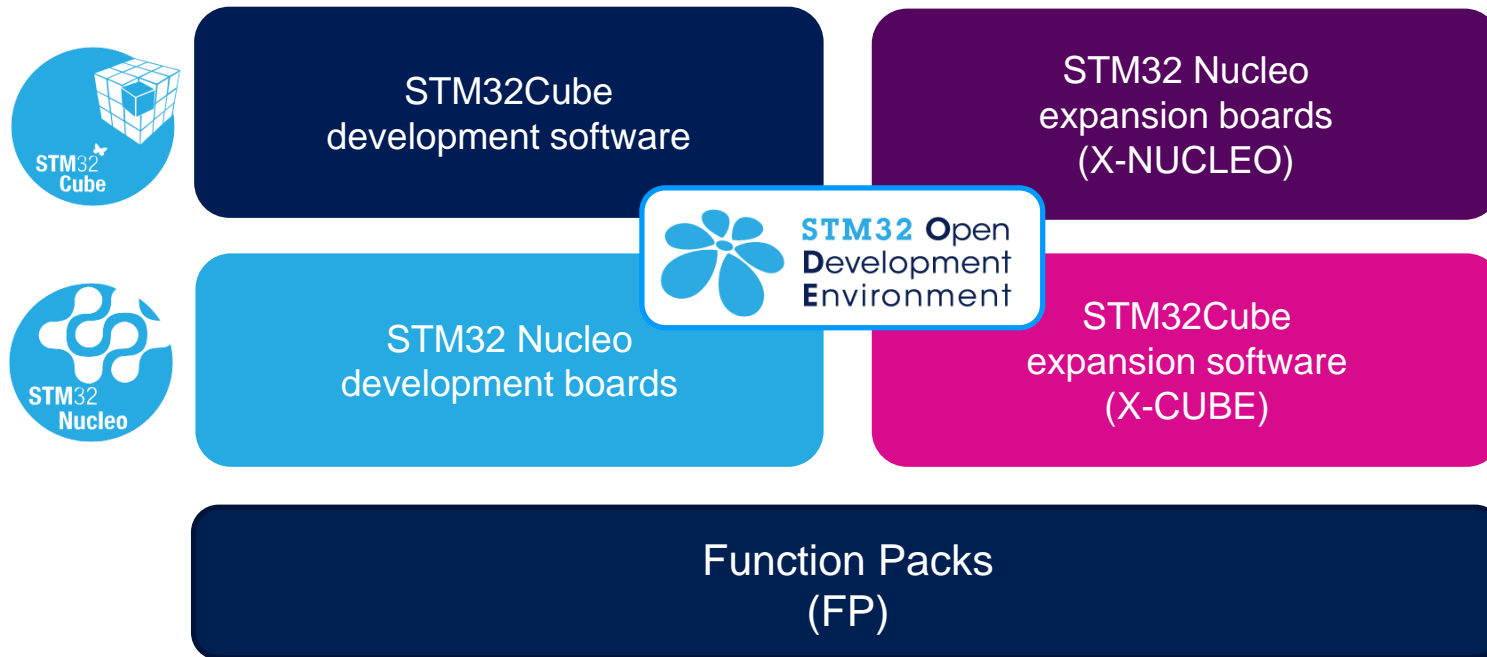 STM32Cube
development software
STM32 Nucleo
expansion boards
(X-NUCLEO)
STM32
Cube
STM32 Open
Development
Environment
STM32 Nucleo
development boards
STM32Cube
expansion software
(X-CUBE)
STM32
Nucleo
Function Packs
(FP)